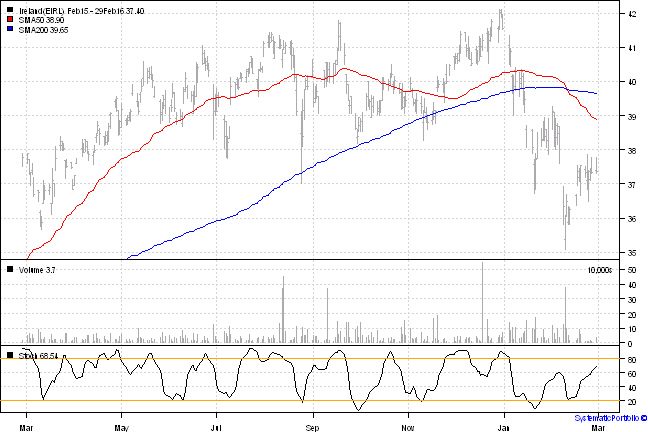 Ireland(EIRL) Feb15 - 29Feb16 37.40
SMA50 38.90
SMA200 39.65
42
41
40
39
38
37
36
35
Volume 3.7
10,000s
50
40
30
20
10
0
Stoch 68.54
80
60
40
20
SystematicPortfolio ©
Mar
May
Jul
Sep
Nov
Jan
Mar